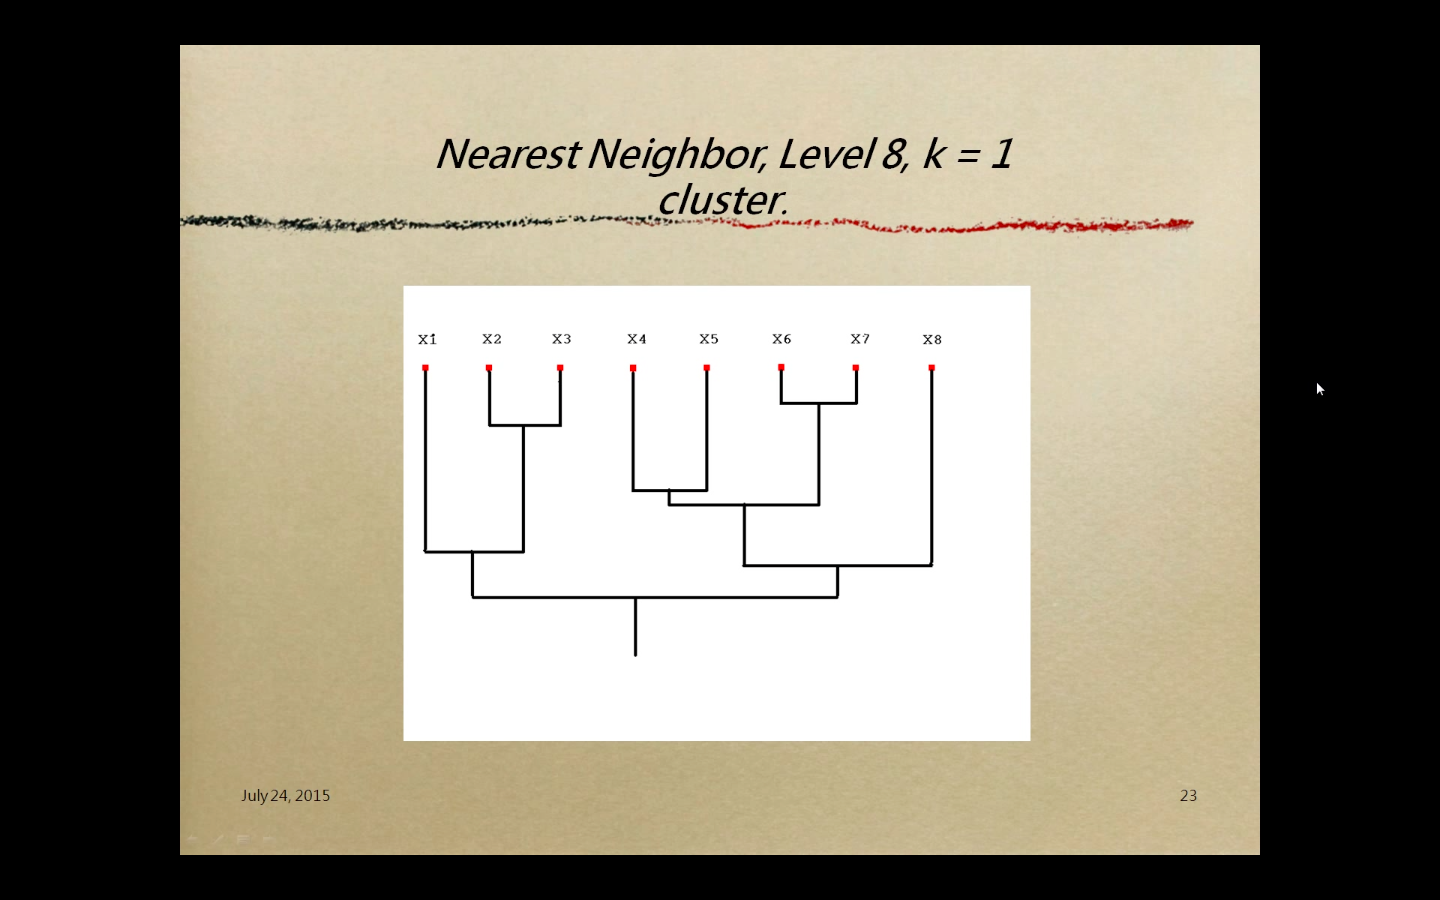 Nearest Neighbor, Level 8, k = 1
cluster.
X1 X2 X3 X4 X5 X6 X7 X8
July 24, 2015 23